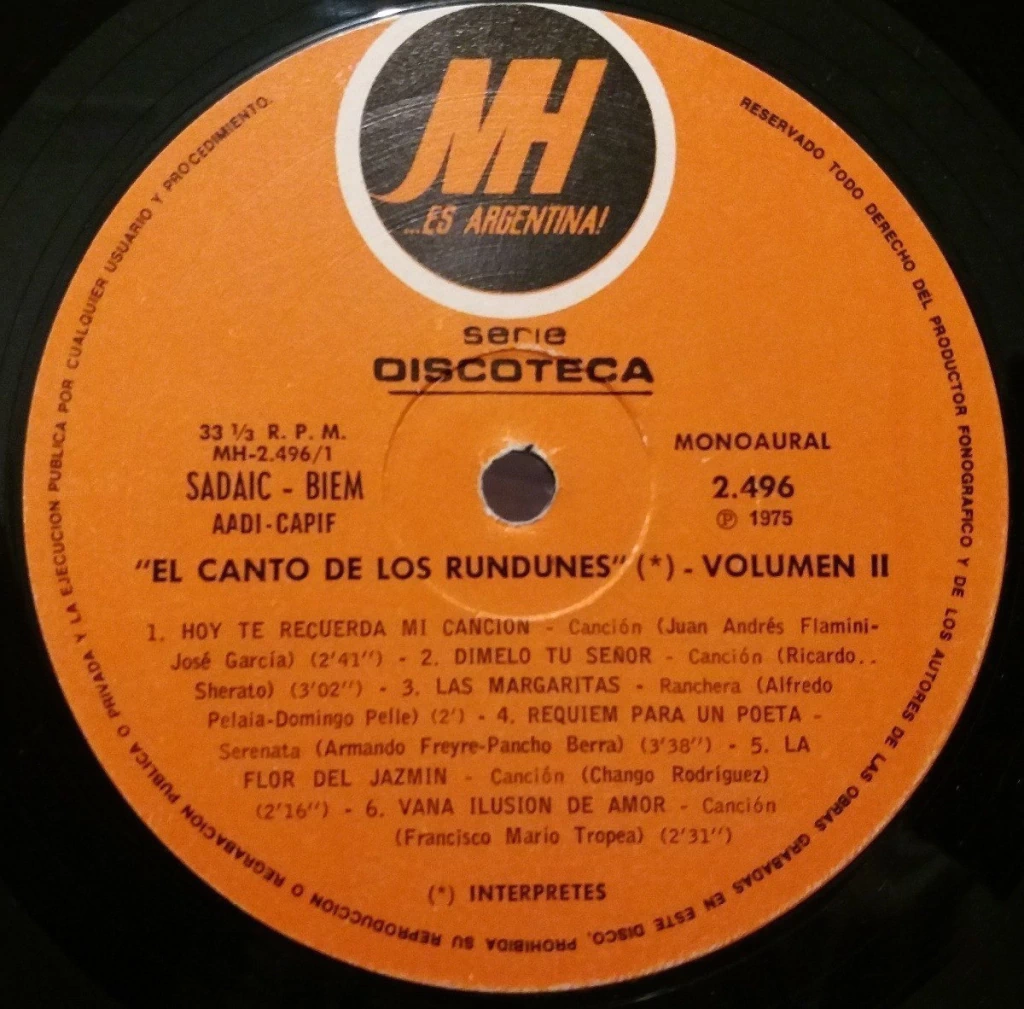 MH
...ES ARGENTINA!
serie
DISCOTECA
33 ⅓ R. P. M.
MH-2.496/1
SADAIC - BIEM
AADI-CAPIF
MONOAURAL
2.496
℗ 1975
"EL CANTO DE LOS RUNDUNES" (*) - VOLUMEN II
1. HOY TE RECUERDA MI CANCION - Canción (Juan Andrés Flamini-
José García) (2'41'') - 2. DIMELO TU SEÑOR - Canción (Ricardo..
Sherato) (3'02'') - 3. LAS MARGARITAS - Ranchera (Alfredo
Pelaia-Domingo Pelle) (2') - 4. REQUIEM PARA UN POETA -
Serenata (Armando Freyre-Pancho Berra) (3'38'') - 5. LA
FLOR DEL JAZMIN - Canción (Chango Rodríguez)
(2'16'') - 6. VANA ILUSION DE AMOR - Canción
(Francisco Mario Tropea) (2'31'')
(*) INTERPRETES
RESERVADO TODO DERECHO DEL PRODUCTOR FONOGRAFICO Y DE LOS AUTORES DE LAS OBRAS GRABADAS EN ESTE DISCO. PROHIBIDA SU REPRODUCCION O REGRABACION PUBLICA O PRIVADA Y LA EJECUCION PUBLICA POR CUALQUIER USUARIO Y PROCEDIMIENTO.